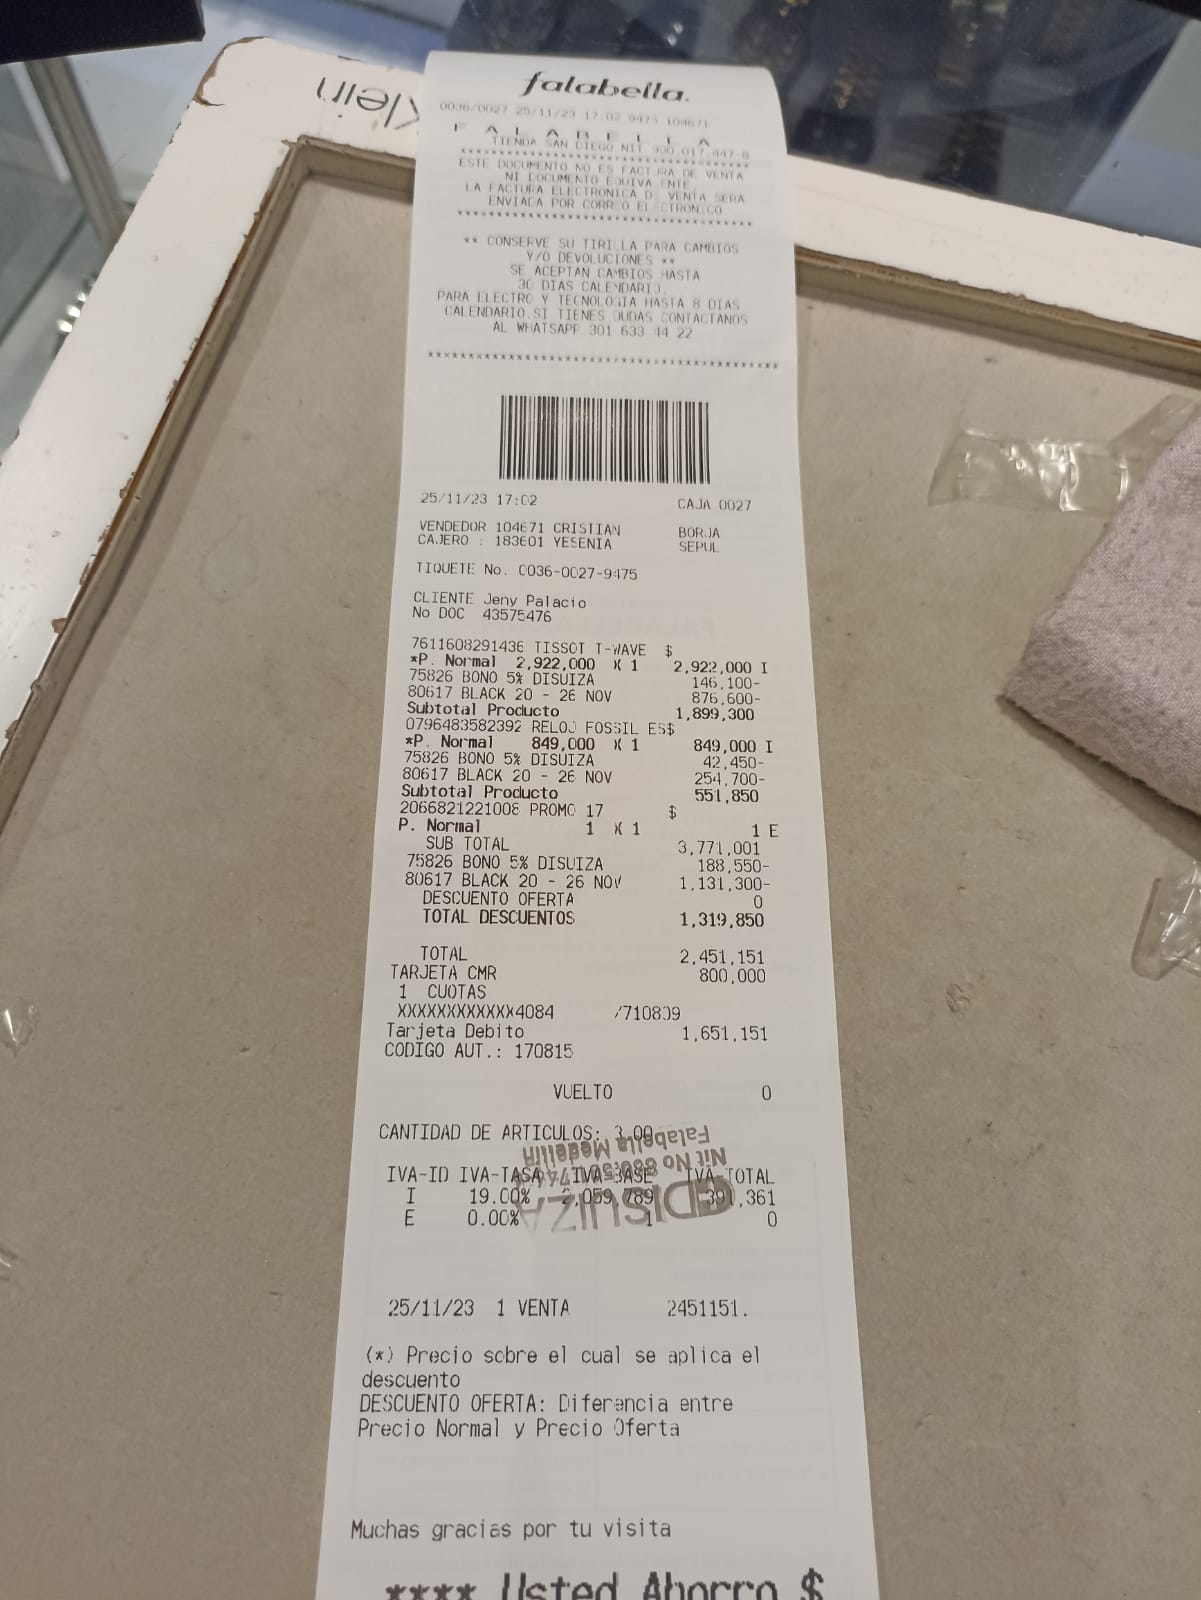 Klein
falabella.
0036/0027 25/11/23 17:02 9475 104671
F A L A B E L L A
TIENDA SAN DIEGO NIT 900.017.447-8
****************************************
ESTE DOCUMENTO NO ES FACTURA DE VENTA
NI DOCUMENTO EQUIVA ENTE
LA FACTURA ELECTRONICA D VENTA SERA
ENVIADA POR CORREO EL CTRONICO
****************************************
** CONSERVE SU TIRILLA PARA CAMBIOS
Y/O DEVOLUCIONES **
SE ACEPTAN CAMBIOS HASTA
30 DIAS CALENDARIO.
PARA ELECTRO Y TECNOLOGIA HASTA 8 DIAS
CALENDARIO.SI TIENES DUDAS CONTACTANOS
AL WHATSAPP 301 633 44 22
****************************************
25/11/23 17:02 CAJA 0027
VENDEDOR 104671 CRISTIAN BORJA
CAJERO : 183601 YESENIA SEPUL
TIQUETE No. 0036-0027-9475
CLIENTE Jeny Palacio
No DOC 43575476
7611608291436 TISSOT T-WAVE $
*P. Normal 2,922,000 X 1 2,922,000 I
75826 BONO 5% DISUIZA 146,100-
80617 BLACK 20 - 26 NOV 876,600-
Subtotal Producto 1,899,300
0796483582392 RELOJ FOSSIL ES$
*P. Normal 849,000 X 1 849,000 I
75826 BONO 5% DISUIZA 42,450-
80617 BLACK 20 - 26 NOV 254,700-
Subtotal Producto 551,850
2066821221008 PROMO 17 $
P. Normal 1 X 1 1 E
SUB TOTAL 3,771,001
75826 BONO 5% DISUIZA 188,550-
80617 BLACK 20 - 26 NOV 1,131,300-
DESCUENTO OFERTA 0
TOTAL DESCUENTOS 1,319,850
TOTAL 2,451,151
TARJETA CMR 800,000
1 CUOTAS
XXXXXXXXXXXX4084 /710809
Tarjeta Debito 1,651,151
CODIGO AUT.: 170815
VUELTO 0
CANTIDAD DE ARTICULOS: 3.00
Falabella Medellín
IVA-ID IVA-TASA IVA-BASE IVA-TOTAL
I 19.00% 2,059,789 391,361
E 0.00% 1 0
DISUIZA
25/11/23 1 VENTA 2451151.
(*) Precio sobre el cual se aplica el
descuento
DESCUENTO OFERTA: Diferencia entre
Precio Normal y Precio Oferta
Muchas gracias por tu visita
**** Usted Ahorro $